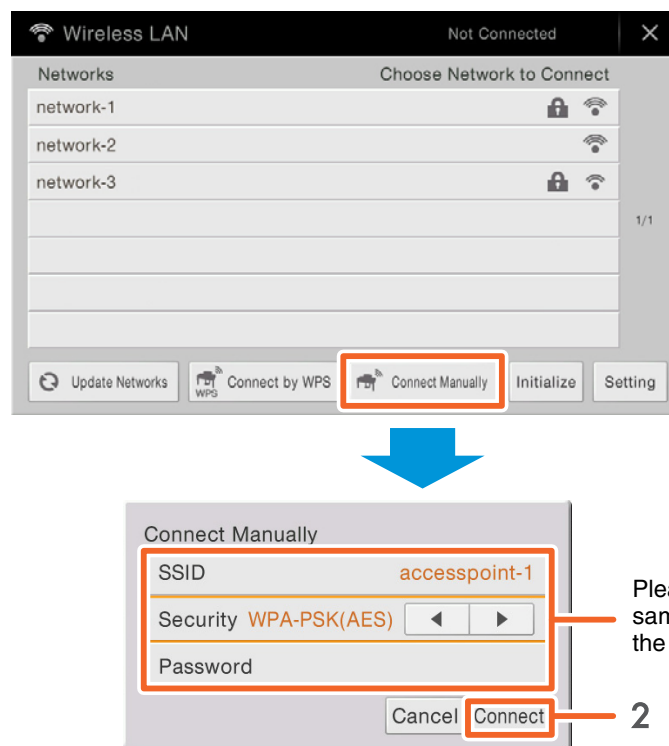 Wireless LAN Not Connected
Networks Choose Network to Connect
network-1
network-2
network-3
1/1
Update Networks WPS Connect by WPS Connect Manually Initialize Setting
Connect Manually
SSID accesspoint-1
Security WPA-PSK(AES)
Password
Cancel Connect
the
2